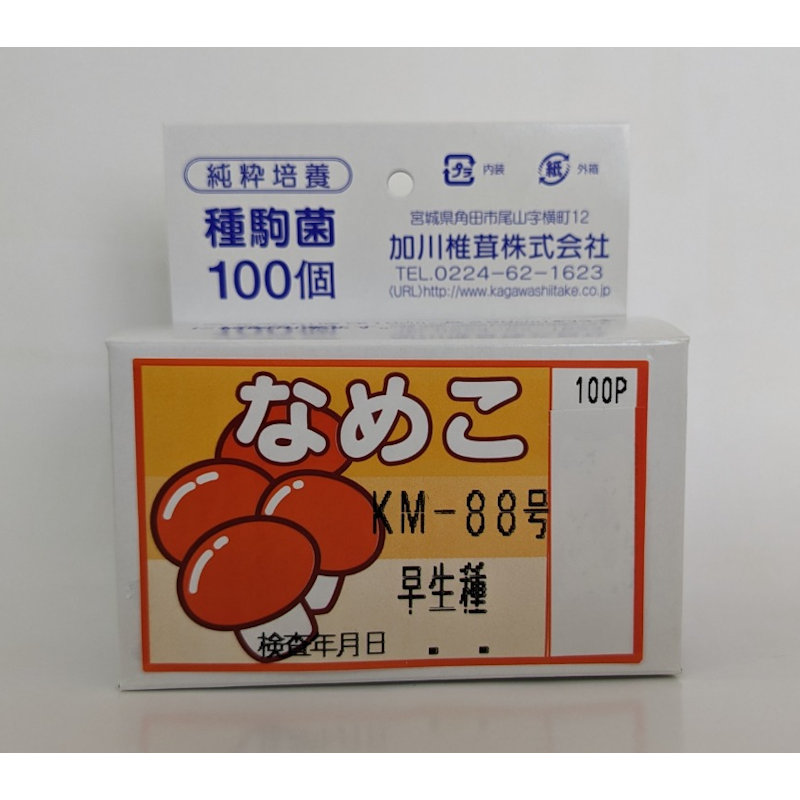 純粋培養
種駒菌
100個
プラ 内装
紙 外箱
宮城県角田市尾山字横町12
加川椎茸株式会社
TEL.0224-62-1623
(URL)http://www.kagawashiitake.co.jp
なめこ
100P
KM-88号
早生種
検査年月日 . .